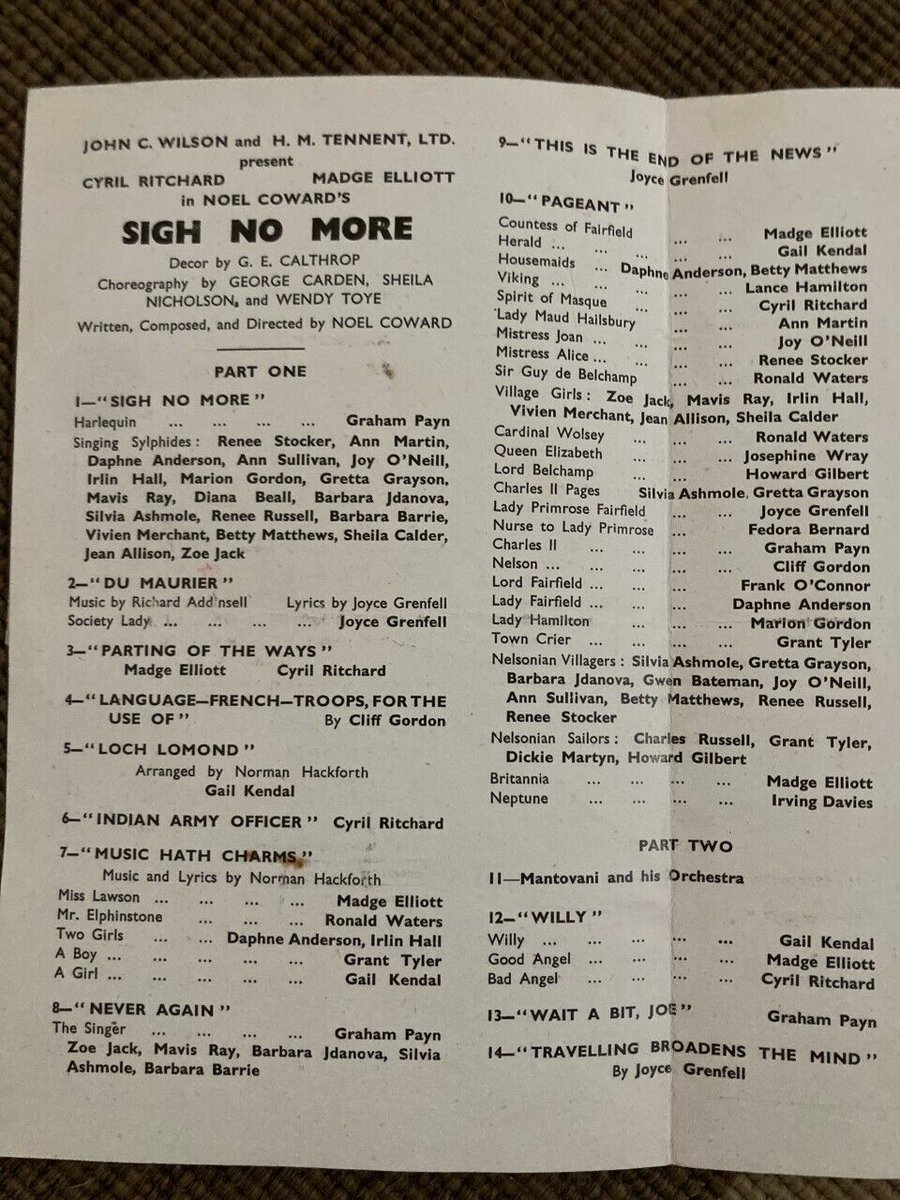 JOHN C. WILSON and H. M. TENNENT, LTD.
present
CYRIL RITCHARD MADGE ELLIOTT
in NOEL COWARD'S
SIGH NO MORE
Decor by G. E. CALTHROP
Choreography by GEORGE CARDEN, SHEILA
NICHOLSON, and WENDY TOYE
Written, Composed, and Directed by NOEL COWARD
PART ONE
1—"SIGH NO MORE"
Harlequin ... ... ... ... Graham Payn
Singing Sylphides: Renee Stocker, Ann Martin,
Daphne Anderson, Ann Sullivan, Joy O'Neill,
Irlin Hall, Marion Gordon, Gretta Grayson,
Mavis Ray, Diana Beall, Barbara Jdanova,
Silvia Ashmole, Renee Russell, Barbara Barrie,
Vivien Merchant, Betty Matthews, Sheila Calder,
Jean Allison, Zoe Jack
2—"DU MAURIER"
Music by Richard Addinsell Lyrics by Joyce Grenfell
Society Lady ... ... ... ... Joyce Grenfell
3—"PARTING OF THE WAYS"
Madge Elliott Cyril Ritchard
4—"LANGUAGE—FRENCH—TROOPS, FOR THE
USE OF" By Cliff Gordon
5—"LOCH LOMOND"
Arranged by Norman Hackforth
Gail Kendal
6—"INDIAN ARMY OFFICER" Cyril Ritchard
7—"MUSIC HATH CHARMS"
Music and Lyrics by Norman Hackforth
Miss Lawson ... ... ... ... Madge Elliott
Mr. Elphinstone ... ... ... Ronald Waters
Two Girls ... ... Daphne Anderson, Irlin Hall
A Boy ... ... ... ... ... Grant Tyler
A Girl ... ... ... ... ... Gail Kendal
8—"NEVER AGAIN"
The Singer ... ... ... ... Graham Payn
Zoe Jack, Mavis Ray, Barbara Jdanova, Silvia
Ashmole, Barbara Barrie
9—"THIS IS THE END OF THE NEWS"
Joyce Grenfell
10—"PAGEANT"
Countess of Fairfield ... ... Madge Elliott
Herald ... ... ... ... Gail Kendal
Housemaids ... Daphne Anderson, Betty Matthews
Viking ... ... ... ... ... Lance Hamilton
Spirit of Masque ... ... Cyril Ritchard
Lady Maud Hailsbury ... ... Ann Martin
Mistress Joan ... ... ... ... Joy O'Neill
Mistress Alice ... ... ... ... Renee Stocker
Sir Guy de Belchamp ... ... Ronald Waters
Village Girls: Zoe Jack, Mavis Ray, Irlin Hall,
Vivien Merchant, Jean Allison, Sheila Calder
Cardinal Wolsey ... ... ... Ronald Waters
Queen Elizabeth ... ... ... Josephine Wray
Lord Belchamp ... ... Howard Gilbert
Charles II Pages Silvia Ashmole, Gretta Grayson
Lady Primrose Fairfield ... ... Joyce Grenfell
Nurse to Lady Primrose ... Fedora Bernard
Charles II ... ... ... ... Graham Payn
Nelson ... ... ... ... ... Cliff Gordon
Lord Fairfield ... ... ... Frank O'Connor
Lady Fairfield ... ... ... Daphne Anderson
Lady Hamilton ... ... Marion Gordon
Town Crier ... ... ... ... Grant Tyler
Nelsonian Villagers: Silvia Ashmole, Gretta Grayson,
Barbara Jdanova, Gwen Bateman, Joy O'Neill,
Ann Sullivan, Betty Matthews, Renee Russell,
Renee Stocker
Nelsonian Sailors: Charles Russell, Grant Tyler,
Dickie Martyn, Howard Gilbert
Britannia ... ... ... ... Madge Elliott
Neptune ... ... ... ... Irving Davies
PART TWO
11—Mantovani and his Orchestra
12—"WILLY"
Willy ... ... ... ... ... Gail Kendal
Good Angel ... ... ... ... Madge Elliott
Bad Angel ... ... ... ... Cyril Ritchard
13—"WAIT A BIT, JOE" Graham Payn
14—"TRAVELLING BROADENS THE MIND"
By Joyce Grenfell